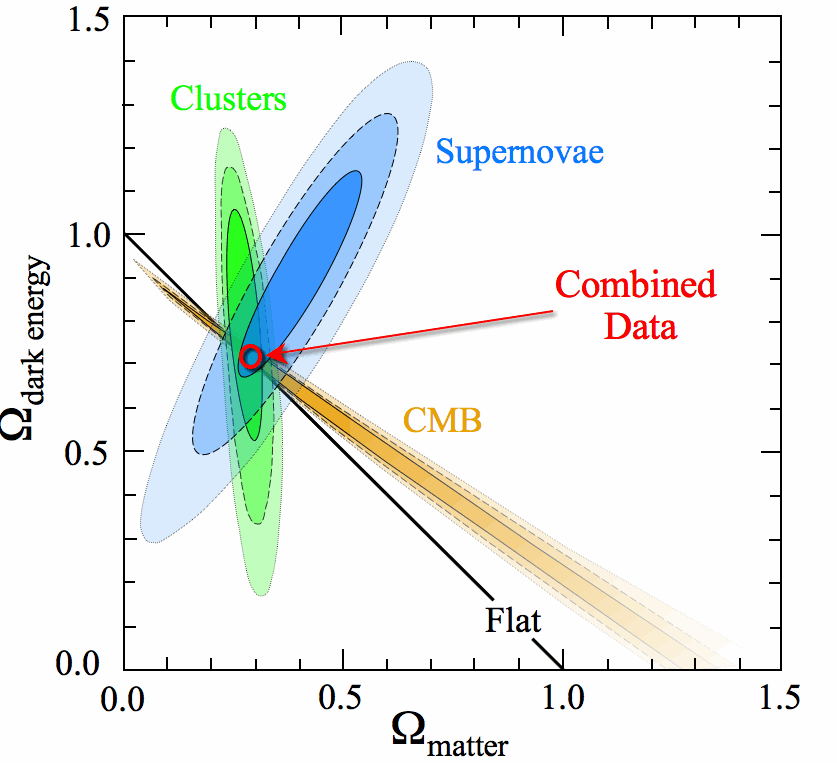 1.5
Clusters
Supernovae
1.0
Combined
Data
Ωdark energy
CMB
0.5
Flat
0.0
0.0 0.5 1.0 1.5
Ωmatter